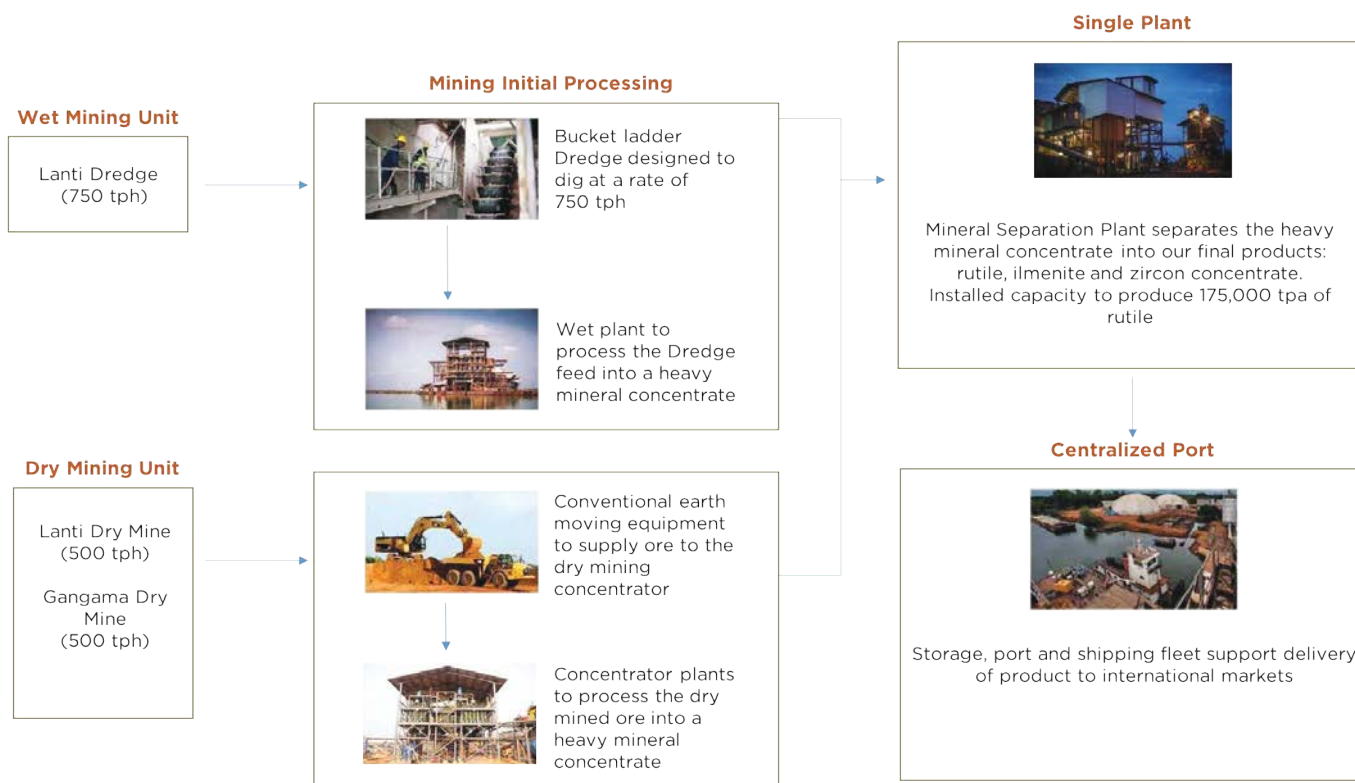 Single Plant
Mining Initial Processing
Wet Mining Unit
Lanti Dredge
(750 tph)
Bucket ladder
Dredge designed to
dig at a rate of
750 tph
Wet plant to
process the Dredge
feed into a heavy
mineral concentrate
Mineral Separation Plant separates the heavy
mineral concentrate into our final products:
rutile, ilmenite and zircon concentrate.
Installed capacity to produce 175,000 tpa of
rutile
Dry Mining Unit
Lanti Dry Mine
(500 tph)
Gangama Dry
Mine
(500 tph)
Conventional earth
moving equipment
to supply ore to the
dry mining
concentrator
Concentrator plants
to process the dry
mined ore into a
heavy mineral
concentrate
Centralized Port
Storage, port and shipping fleet support delivery
of product to international markets